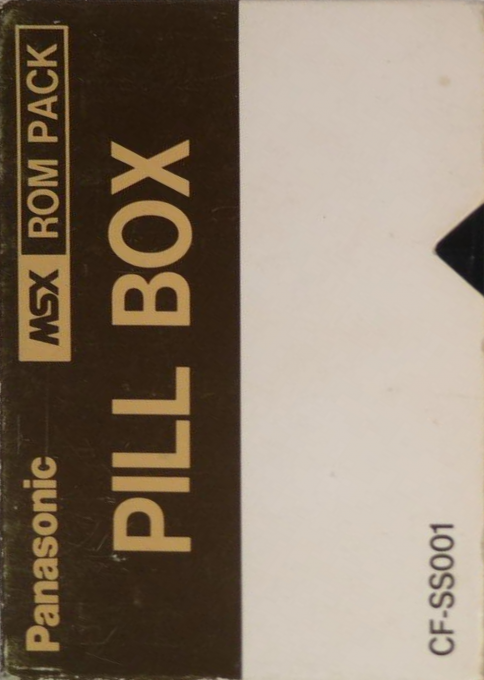 Panasonic MSX ROM PACK
PILL BOX
CF-SS001